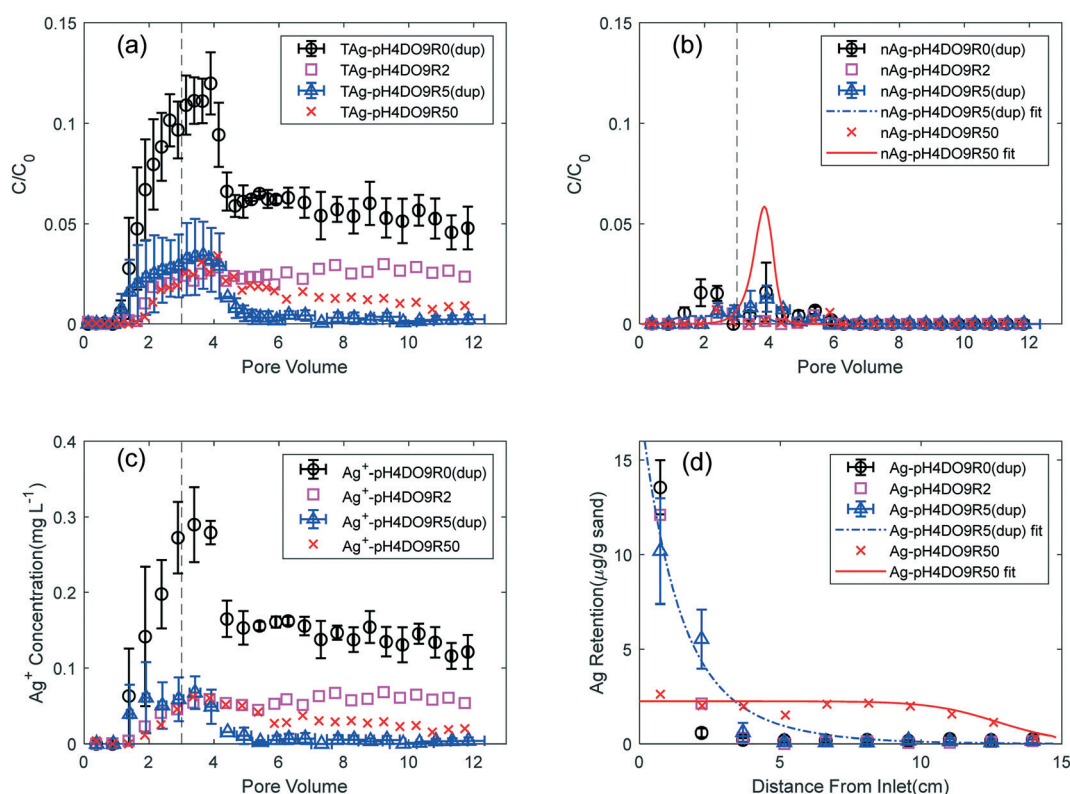 (a)
TAg-pH4DO9R0(dup)
TAg-pH4DO9R2
TAg-pH4DO9R5(dup)
TAg-pH4DO9R50
0.15
0.1
0.05
0
C/C0
0 2 4 6 8 10 12
Pore Volume
(b)
nAg-pH4DO9R0(dup)
nAg-pH4DO9R2
nAg-pH4DO9R5(dup)
nAg-pH4DO9R5(dup) fit
nAg-pH4DO9R50
nAg-pH4DO9R50 fit
0.15
0.1
0.05
0
C/C0
0 2 4 6 8 10 12
Pore Volume
(c)
Ag+-pH4DO9R0(dup)
Ag+-pH4DO9R2
Ag+-pH4DO9R5(dup)
Ag+-pH4DO9R50
0.4
0.3
0.2
0.1
0
Ag+ Concentration(mg L-1)
0 2 4 6 8 10 12
Pore Volume
(d)
Ag-pH4DO9R0(dup)
Ag-pH4DO9R2
Ag-pH4DO9R5(dup)
Ag-pH4DO9R5(dup) fit
Ag-pH4DO9R50
Ag-pH4DO9R50 fit
15
10
5
0
Ag Retention(μg/g sand)
0 5 10 15
Distance From Inlet(cm)